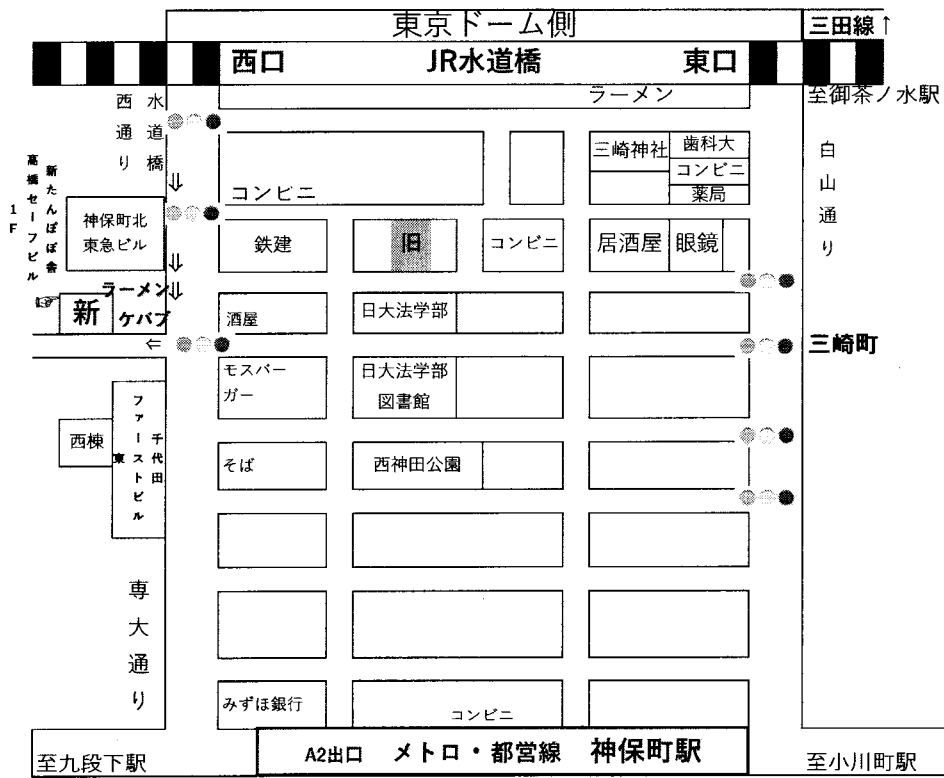 東京ドーム側
三田線↑
西口
JR水道橋
東口
ラーメン
至御茶ノ水駅
水道橋
西通り
白山通り
三崎神社
歯科大
コンビニ
薬局
コンビニ
新たんぽぽ舎
高橋セーフビル
1F
神保町北
東急ビル
鉄建
旧
コンビニ
居酒屋
眼鏡
☞
新
ラーメン
ケバブ
⇓
⇓
⇓
酒屋
日大法学部
←
三崎町
モスバー
ガー
日大法学部
図書館
西棟
千代田
ファーストビル
東
そば
西神田公園
専大通り
みずほ銀行
コンビニ
至九段下駅
A2出口 メトロ・都営線 神保町駅
至小川町駅